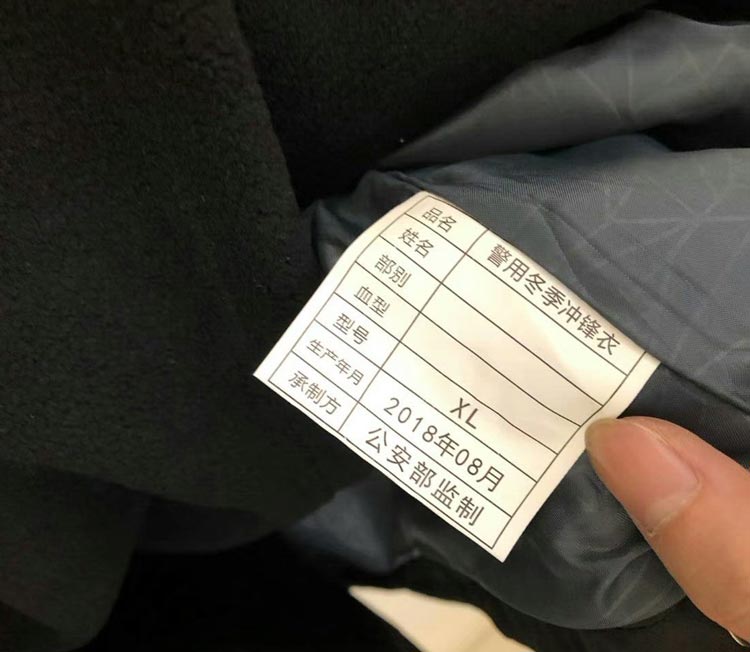 品名 警用冬季冲锋衣
姓名
部别
血型
型号 XL
生产年月 2018年08月
承制方 公安部监制